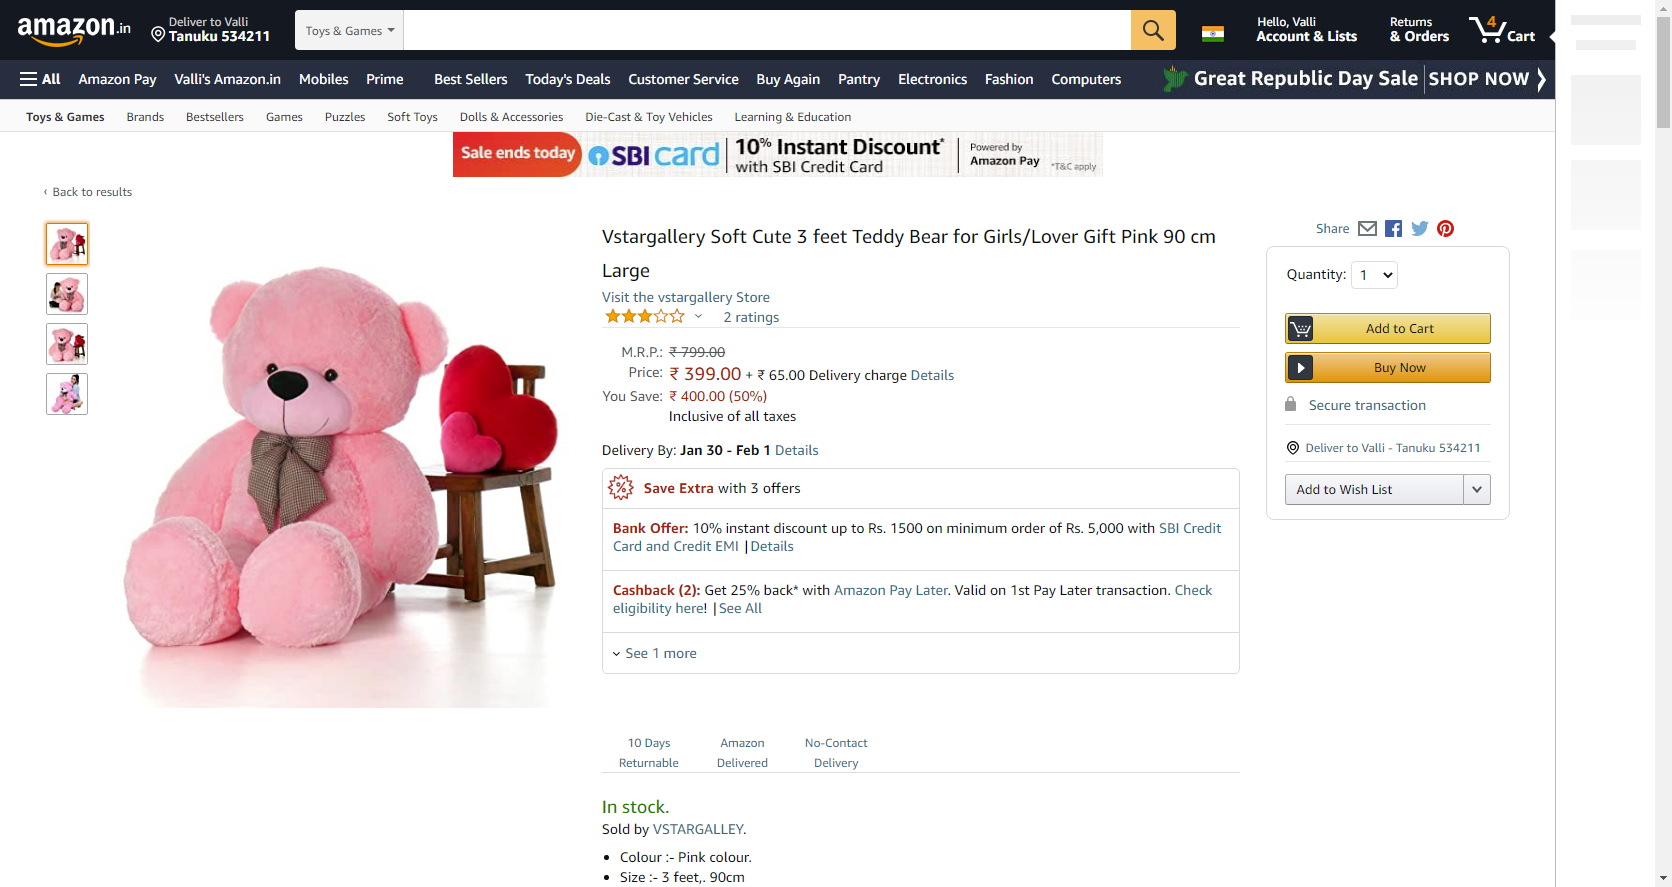 amazon.in
Deliver to Valli
Tanuku 534211
Toys & Games
Hello, Valli
Account & Lists
Returns
& Orders
4
Cart
All
Amazon Pay
Valli's Amazon.in
Mobiles
Prime
Best Sellers
Today's Deals
Customer Service
Buy Again
Pantry
Electronics
Fashion
Computers
Great Republic Day Sale
SHOP NOW
Toys & Games
Brands
Bestsellers
Games
Puzzles
Soft Toys
Dolls & Accessories
Die-Cast & Toy Vehicles
Learning & Education
Sale ends today
SBI card
10% Instant Discount*
with SBI Credit Card
Powered by
Amazon Pay
*T&C apply
‹ Back to results
Vstargallery Soft Cute 3 feet Teddy Bear for Girls/Lover Gift Pink 90 cm
Large
Visit the vstargallery Store
2 ratings
M.R.P.: ₹ 799.00
Price: ₹ 399.00 + ₹ 65.00 Delivery charge Details
You Save: ₹ 400.00 (50%)
Inclusive of all taxes
Delivery By: Jan 30 - Feb 1 Details
% Save Extra with 3 offers
Bank Offer: 10% instant discount up to Rs. 1500 on minimum order of Rs. 5,000 with SBI Credit
Card and Credit EMI | Details
Cashback (2): Get 25% back* with Amazon Pay Later. Valid on 1st Pay Later transaction. Check
eligibility here! | See All
See 1 more
10 Days
Returnable
Amazon
Delivered
No-Contact
Delivery
In stock.
Sold by VSTARGALLEY.
• Colour :- Pink colour.
• Size :- 3 feet,. 90cm
Share
Quantity: 1
Add to Cart
Buy Now
Secure transaction
Deliver to Valli - Tanuku 534211
Add to Wish List